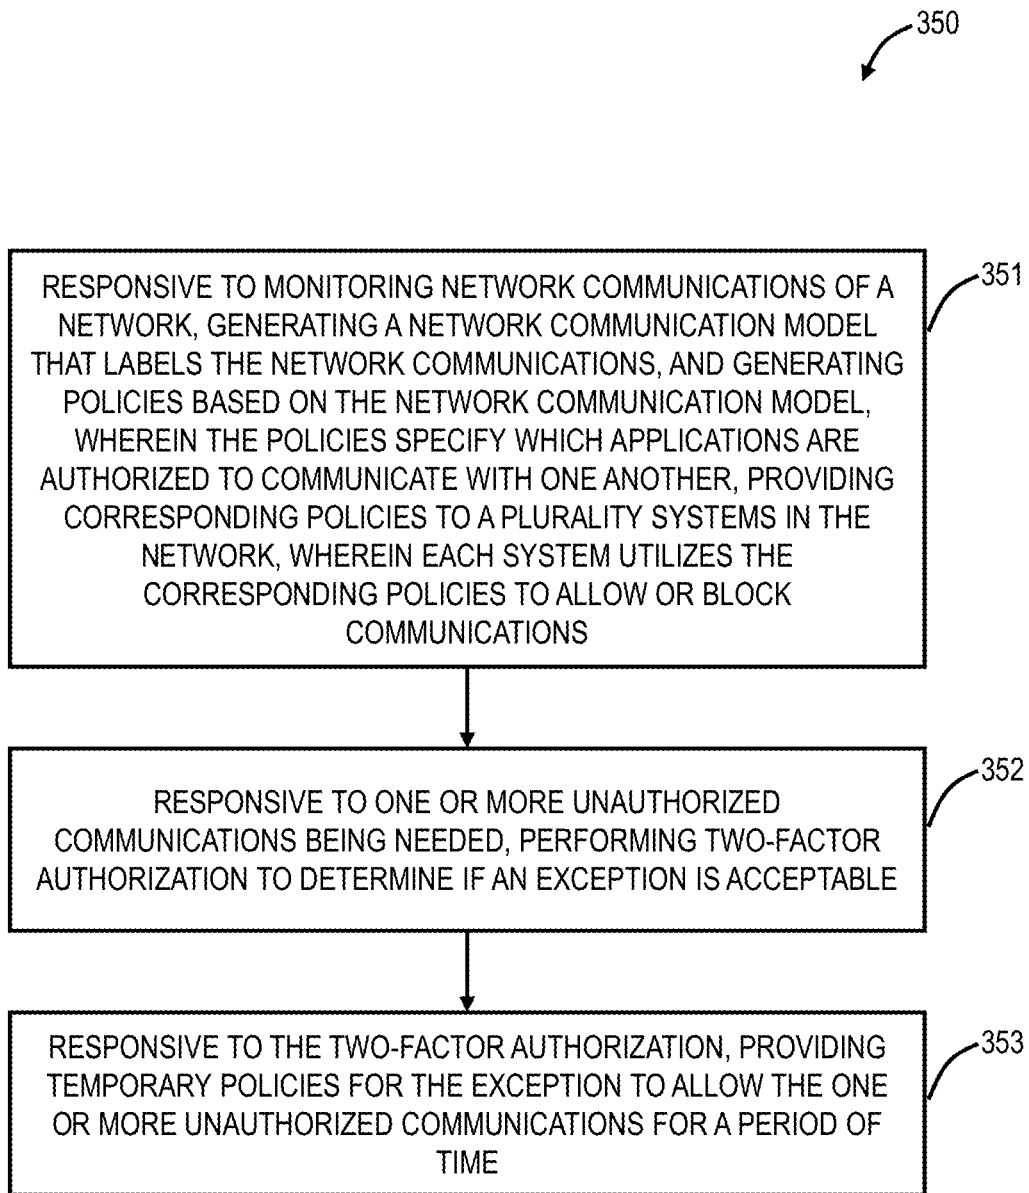 350
351
RESPONSIVE TO MONITORING NETWORK COMMUNICATIONS OF A
NETWORK, GENERATING A NETWORK COMMUNICATION MODEL
THAT LABELS THE NETWORK COMMUNICATIONS, AND GENERATING
POLICIES BASED ON THE NETWORK COMMUNICATION MODEL,
WHEREIN THE POLICIES SPECIFY WHICH APPLICATIONS ARE
AUTHORIZED TO COMMUNICATE WITH ONE ANOTHER, PROVIDING
CORRESPONDING POLICIES TO A PLURALITY SYSTEMS IN THE
NETWORK, WHEREIN EACH SYSTEM UTILIZES THE
CORRESPONDING POLICIES TO ALLOW OR BLOCK
COMMUNICATIONS
352
RESPONSIVE TO ONE OR MORE UNAUTHORIZED
COMMUNICATIONS BEING NEEDED, PERFORMING TWO-FACTOR
AUTHORIZATION TO DETERMINE IF AN EXCEPTION IS ACCEPTABLE
353
RESPONSIVE TO THE TWO-FACTOR AUTHORIZATION, PROVIDING
TEMPORARY POLICIES FOR THE EXCEPTION TO ALLOW THE ONE
OR MORE UNAUTHORIZED COMMUNICATIONS FOR A PERIOD OF
TIME